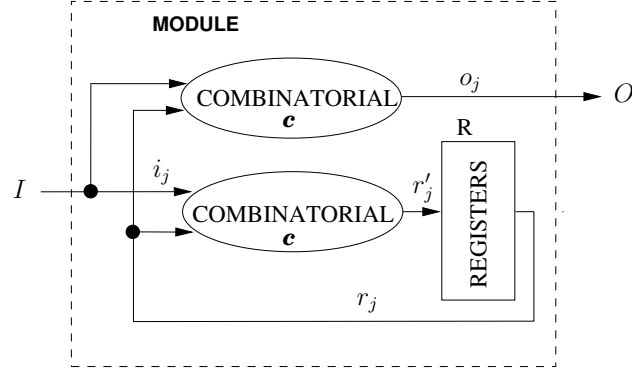 MODULE
COMBINATORIAL
c
o_j
O
R
I
i_j
COMBINATORIAL
c
r'_j
REGISTERS
r_j